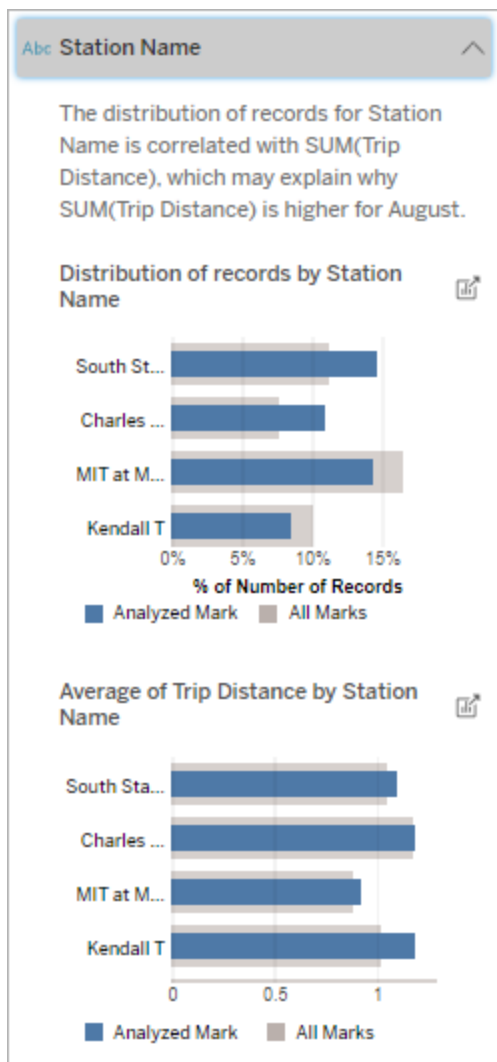 Abc Station Name
The distribution of records for Station
Name is correlated with SUM(Trip
Distance), which may explain why
SUM(Trip Distance) is higher for August.
Distribution of records by Station
Name
South St...
Charles ...
MIT at M...
Kendall T
0% 5% 10% 15%
% of Number of Records
Analyzed Mark All Marks
Average of Trip Distance by Station
Name
South Sta...
Charles ...
MIT at M...
Kendall T
0 0.5 1
Analyzed Mark All Marks